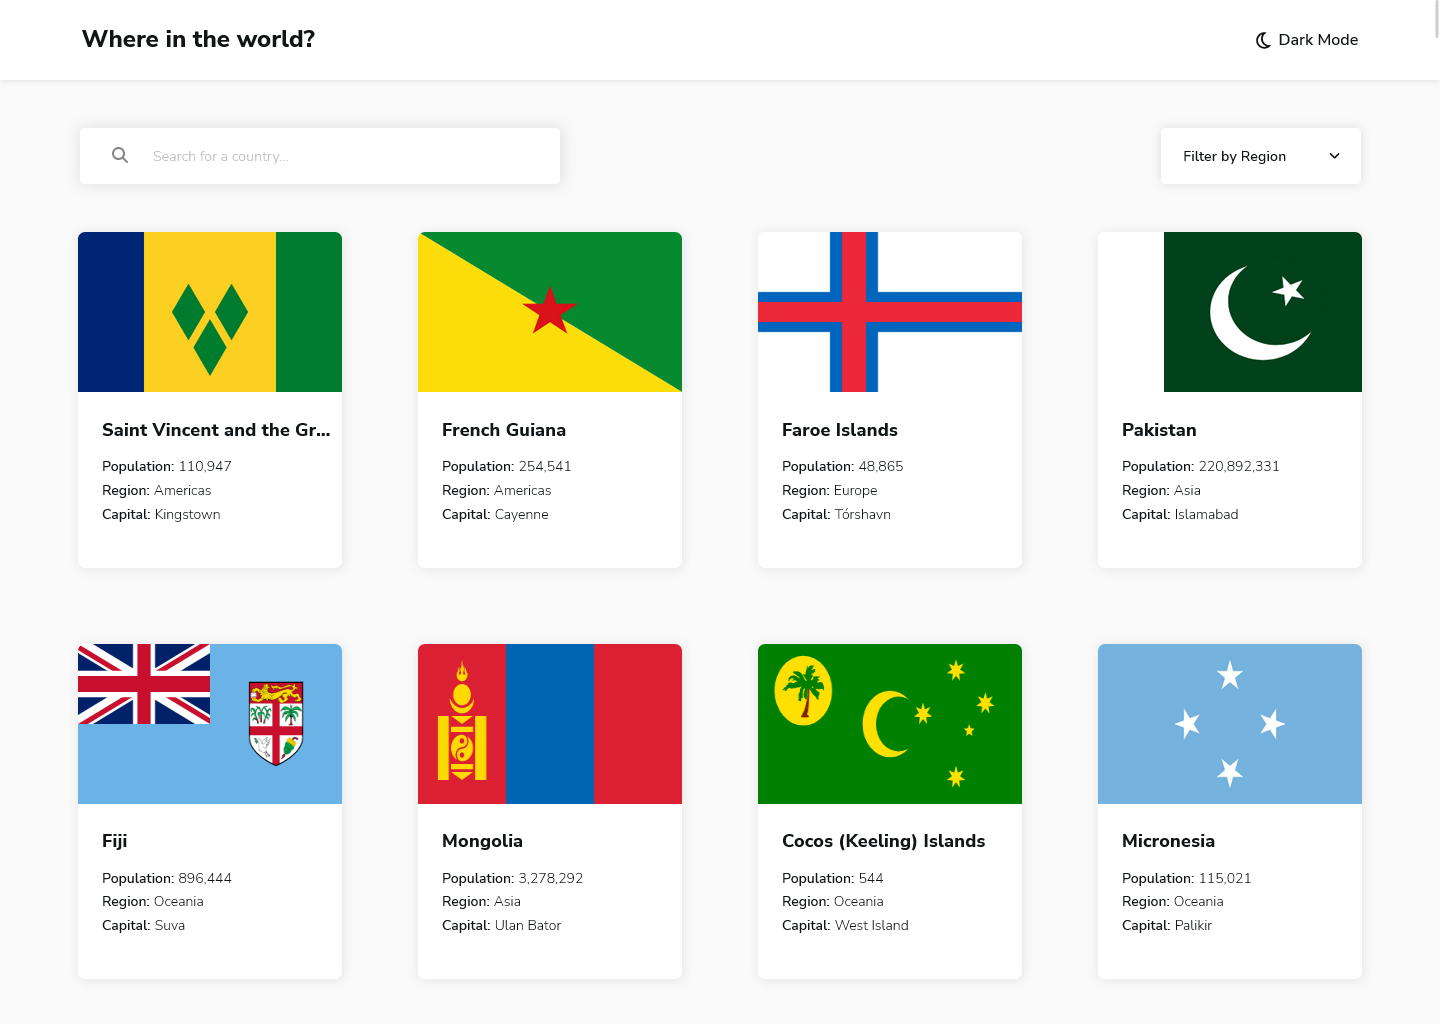 Where in the world?
Dark Mode
Search for a country...
Filter by Region
Saint Vincent and the Gr...
Population: 110,947
Region: Americas
Capital: Kingstown
French Guiana
Population: 254,541
Region: Americas
Capital: Cayenne
Faroe Islands
Population: 48,865
Region: Europe
Capital: Tórshavn
Pakistan
Population: 220,892,331
Region: Asia
Capital: Islamabad
Fiji
Population: 896,444
Region: Oceania
Capital: Suva
Mongolia
Population: 3,278,292
Region: Asia
Capital: Ulan Bator
Cocos (Keeling) Islands
Population: 544
Region: Oceania
Capital: West Island
Micronesia
Population: 115,021
Region: Oceania
Capital: Palikir